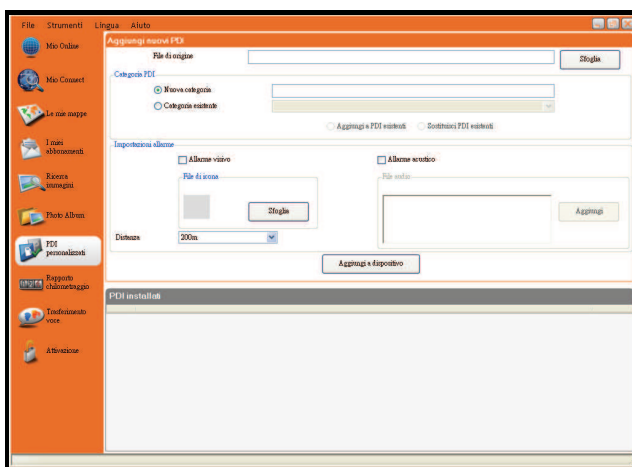 File Strumenti Lingua Aiuto
Mio Online
Mio Connect
Le mie mappe
I miei
abbonamenti
Ricerca
immagini
Photo Album
PDI
personalizzati
Rapporto
chilometraggio
Trasferimento
voce
Attivazione
Aggiungi nuovi PDI
File di origine
Sfoglia
Categoria PDI
Nuova categoria
Categoria esistente
Aggiungi a PDI esistenti Sostituisci PDI esistenti
Impostazioni allarme
Allarme visivo
Allarme acustico
File di icona
File audio
Sfoglia
Aggiungi
Distanza 200m
Aggiungi a dispositivo
PDI installati